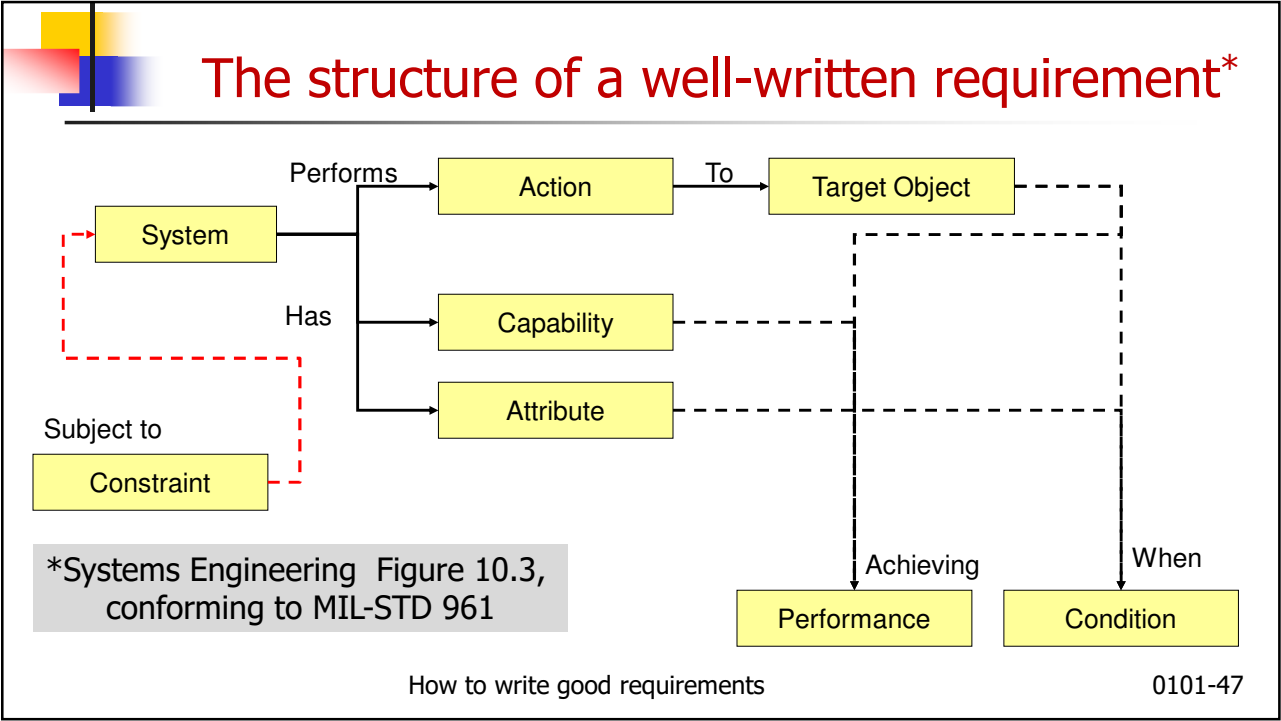 The structure of a well-written requirement*
Performs
Action
To
Target Object
System
Has
Capability
Attribute
Subject to
Constraint
*Systems Engineering Figure 10.3,
conforming to MIL-STD 961
Achieving
When
Performance
Condition
How to write good requirements
0101-47